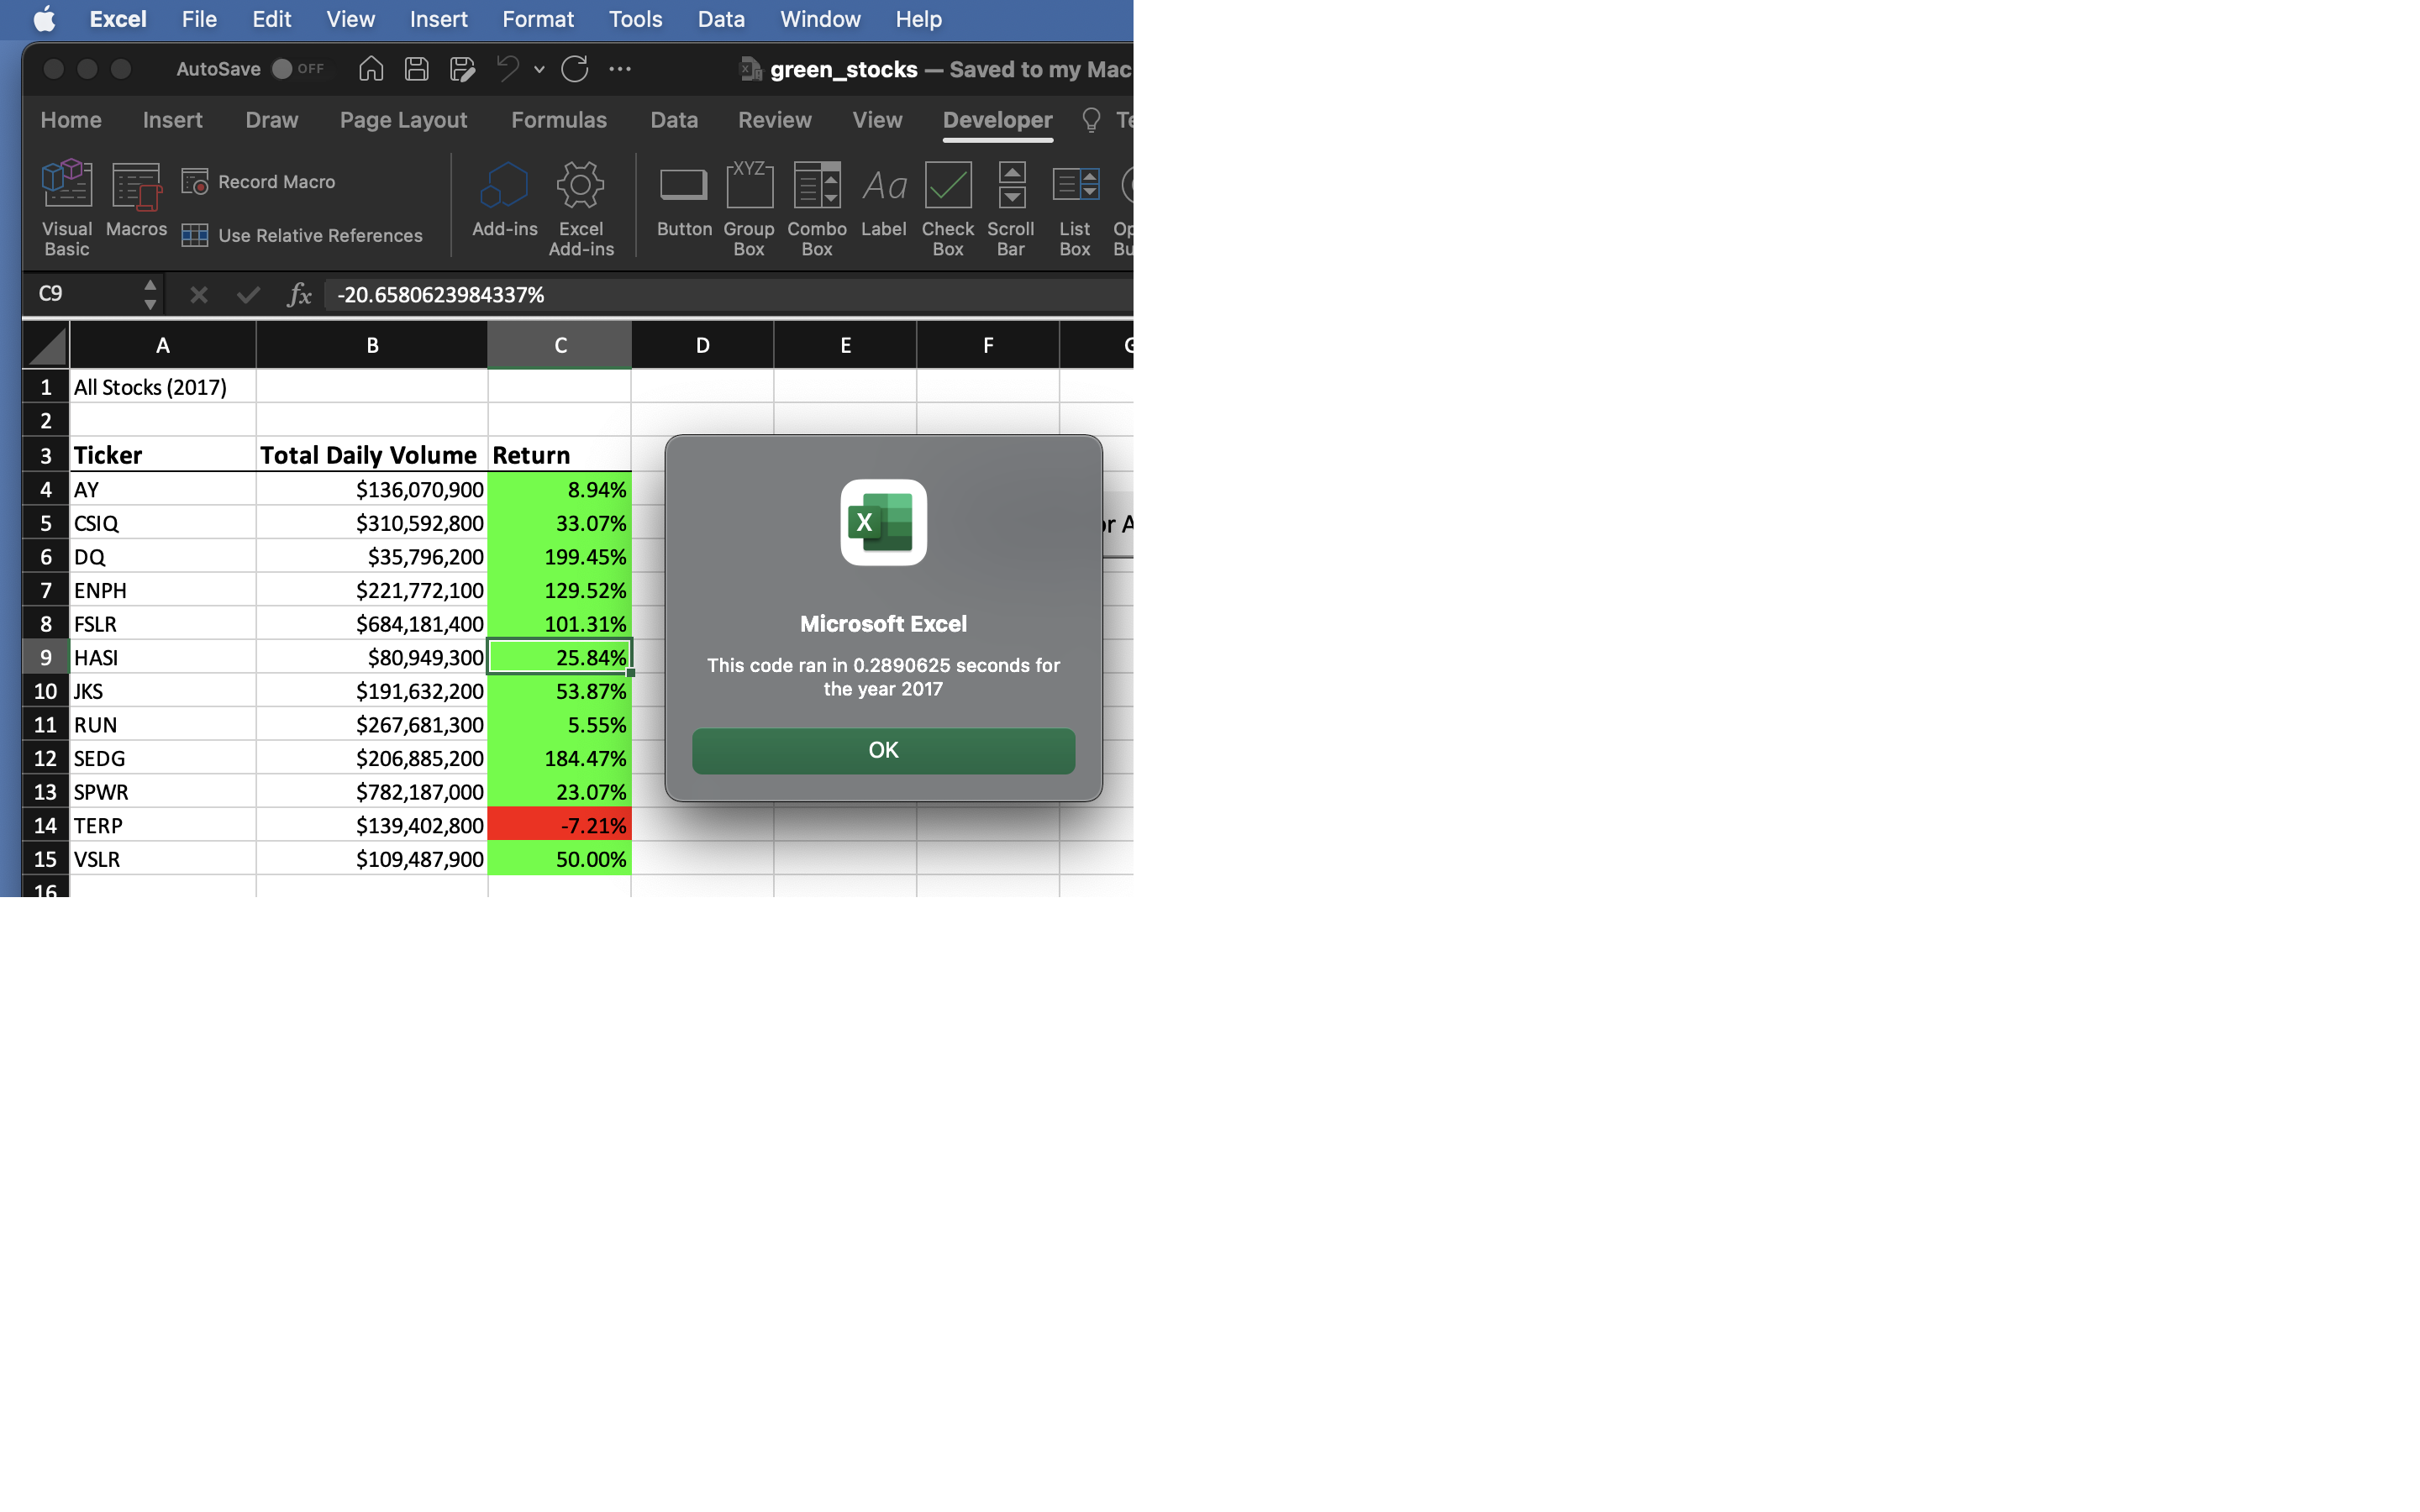 Excel File Edit View Insert Format Tools Data Window Help
AutoSave OFF green_stocks — Saved to my Mac
Home Insert Draw Page Layout Formulas Data Review View Developer
Record Macro
Use Relative References
Visual Basic
Macros
Add-ins
Excel Add-ins
XYZ
Aa
Button
Group Box
Combo Box
Label
Check Box
Scroll Bar
List Box
C9 fx -20.6580623984337%
A B C D E F
1 All Stocks (2017)
2
3 Ticker Total Daily Volume Return
4 AY $136,070,900 8.94%
5 CSIQ $310,592,800 33.07%
6 DQ $35,796,200 199.45%
7 ENPH $221,772,100 129.52%
8 FSLR $684,181,400 101.31%
9 HASI $80,949,300 25.84%
10 JKS $191,632,200 53.87%
11 RUN $267,681,300 5.55%
12 SEDG $206,885,200 184.47%
13 SPWR $782,187,000 23.07%
14 TERP $139,402,800 -7.21%
15 VSLR $109,487,900 50.00%
16
X
Microsoft Excel
This code ran in 0.2890625 seconds for
the year 2017
OK